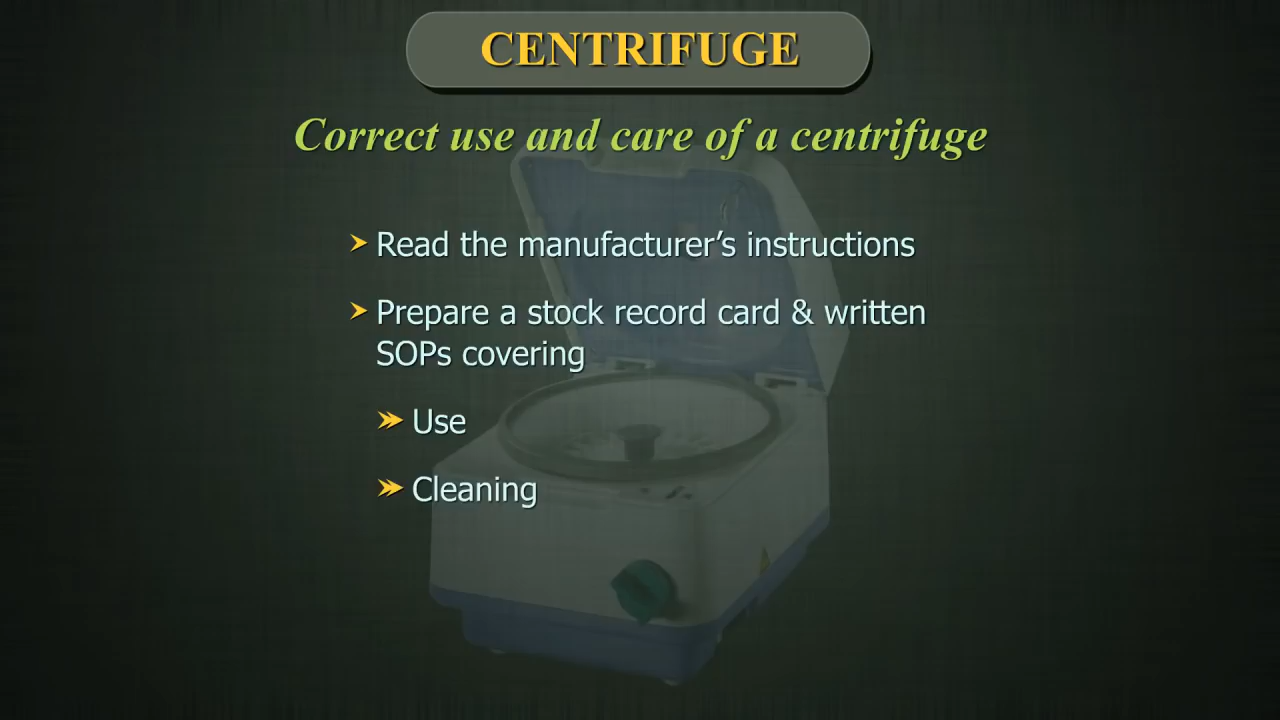 CENTRIFUGE
Correct use and care of a centrifuge
Read the manufacturer’s instructions
Prepare a stock record card & written
SOPs covering
Use
Cleaning